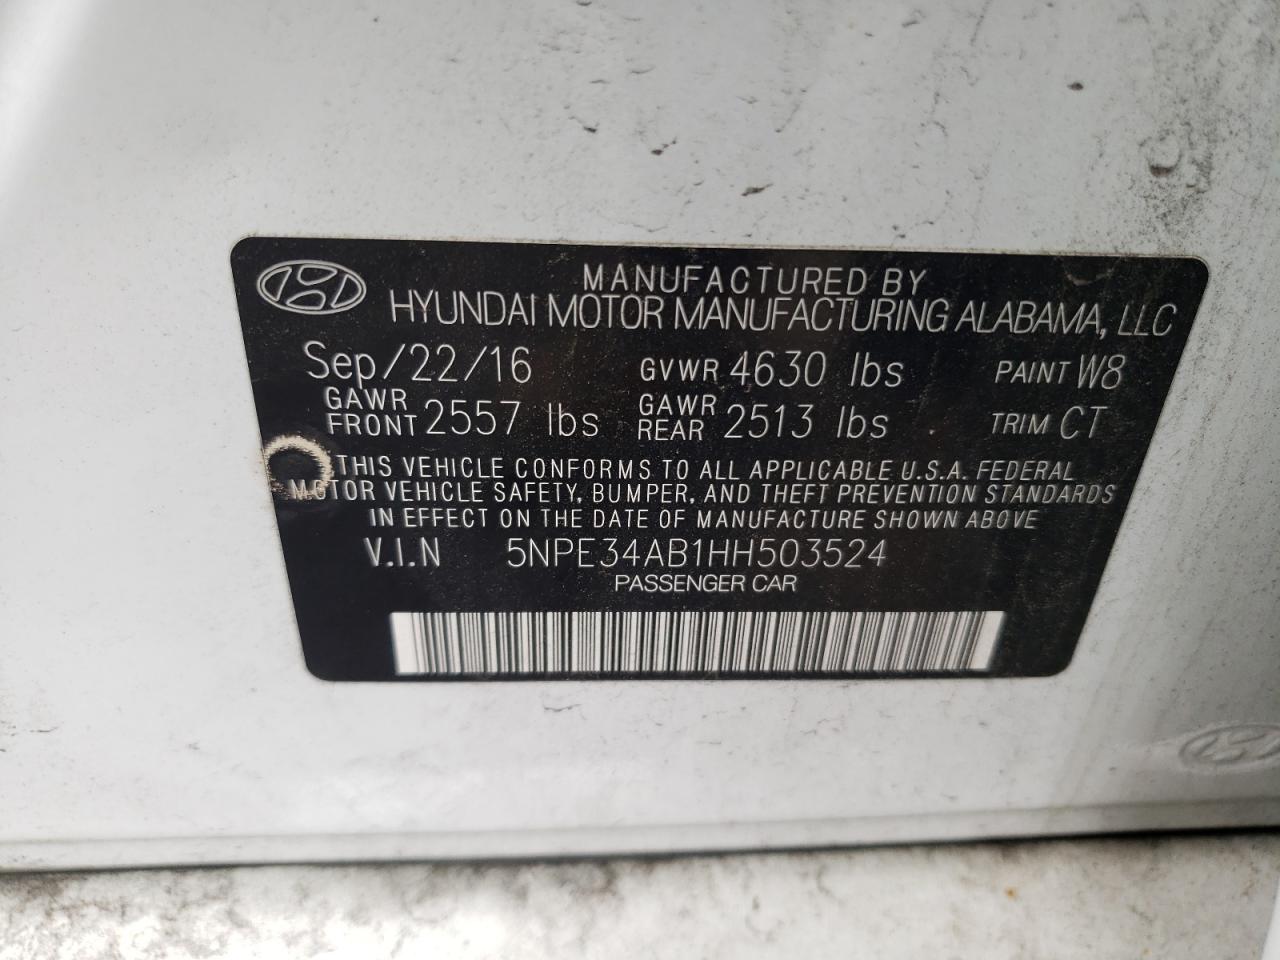 MANUFACTURED BY
HYUNDAI MOTOR MANUFACTURING ALABAMA, LLC
Sep/22/16 GVWR 4630 lbs PAINT W8
GAWR FRONT 2557 lbs GAWR REAR 2513 lbs TRIM CT
THIS VEHICLE CONFORMS TO ALL APPLICABLE U.S.A. FEDERAL
MOTOR VEHICLE SAFETY, BUMPER, AND THEFT PREVENTION STANDARDS
IN EFFECT ON THE DATE OF MANUFACTURE SHOWN ABOVE
V.I.N 5NPE34AB1HH503524
PASSENGER CAR